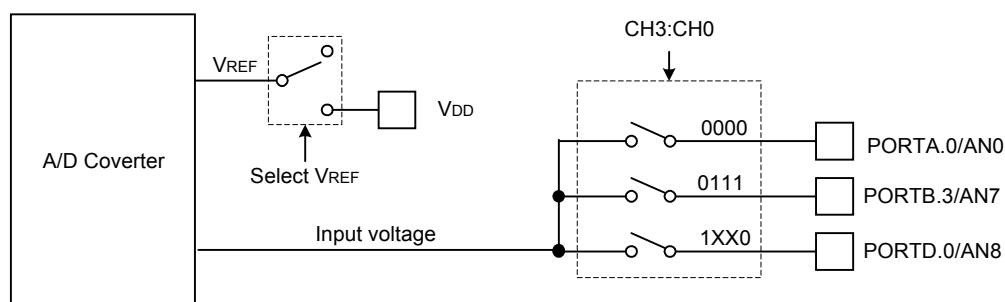 CH3:CH0
VREF
VDD
0000
PORTA.0/AN0
A/D Coverter
Select VREF
0111
PORTB.3/AN7
Input voltage
1XX0
PORTD.0/AN8